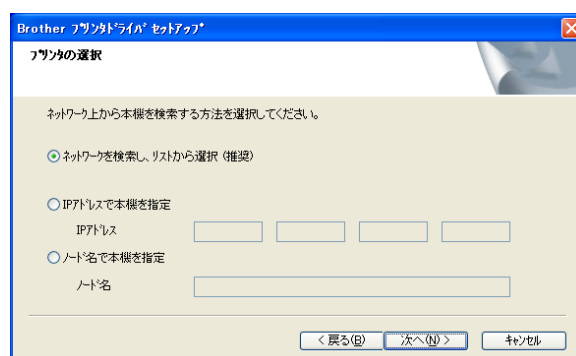 Brother プリンタドライバ セットアップ
プリンタの選択
ネットワーク上から本機を検索する方法を選択してください。
ネットワークを検索し、リストから選択 (推奨)
IPアドレスで本機を指定
IPアドレス
ノード名で本機を指定
ノード名
< 戻る(B) 次へ(N) > キャンセル